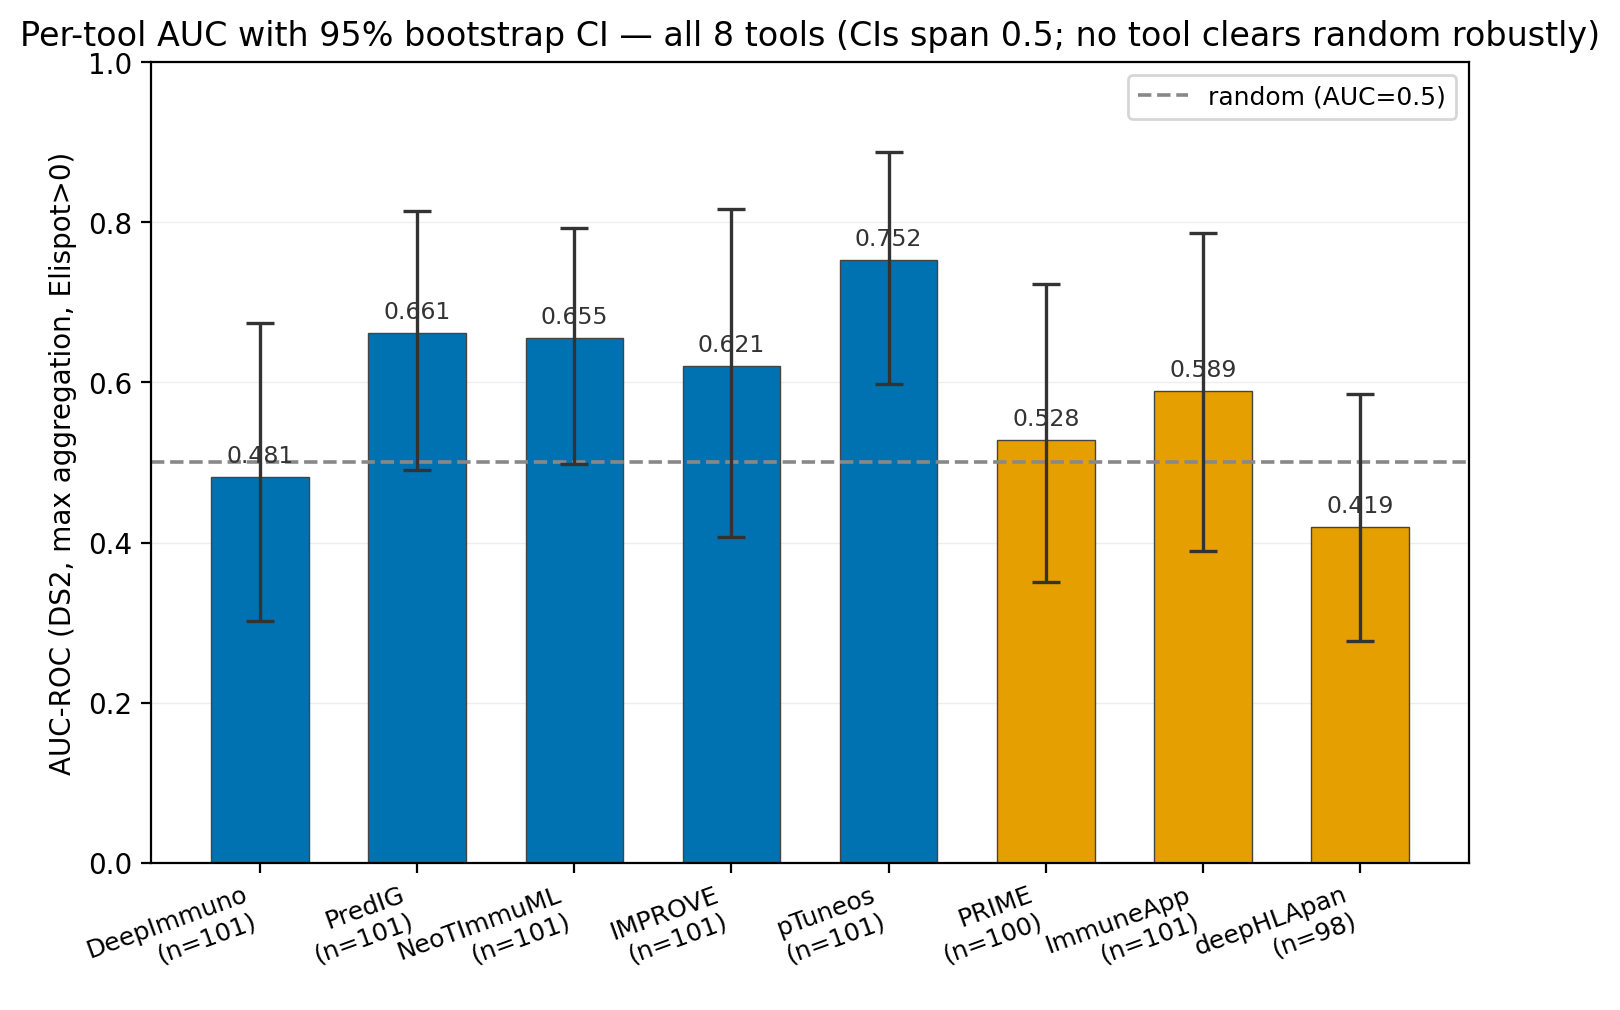 Per-tool AUC with 95% bootstrap CI — all 8 tools (CIs span 0.5; no tool clears random robustly)
random (AUC=0.5)
AUC-ROC (DS2, max aggregation, Elispot>0)
1.0
0.8
0.6
0.4
0.2
0.0
0.481
0.661
0.655
0.621
0.752
0.528
0.589
0.419
DeepImmuno
(n=101)
PredIG
(n=101)
NeoTImmuML
(n=101)
IMPROVE
(n=101)
pTuneos
(n=101)
PRIME
(n=100)
ImmuneApp
(n=101)
deepHLApan
(n=98)